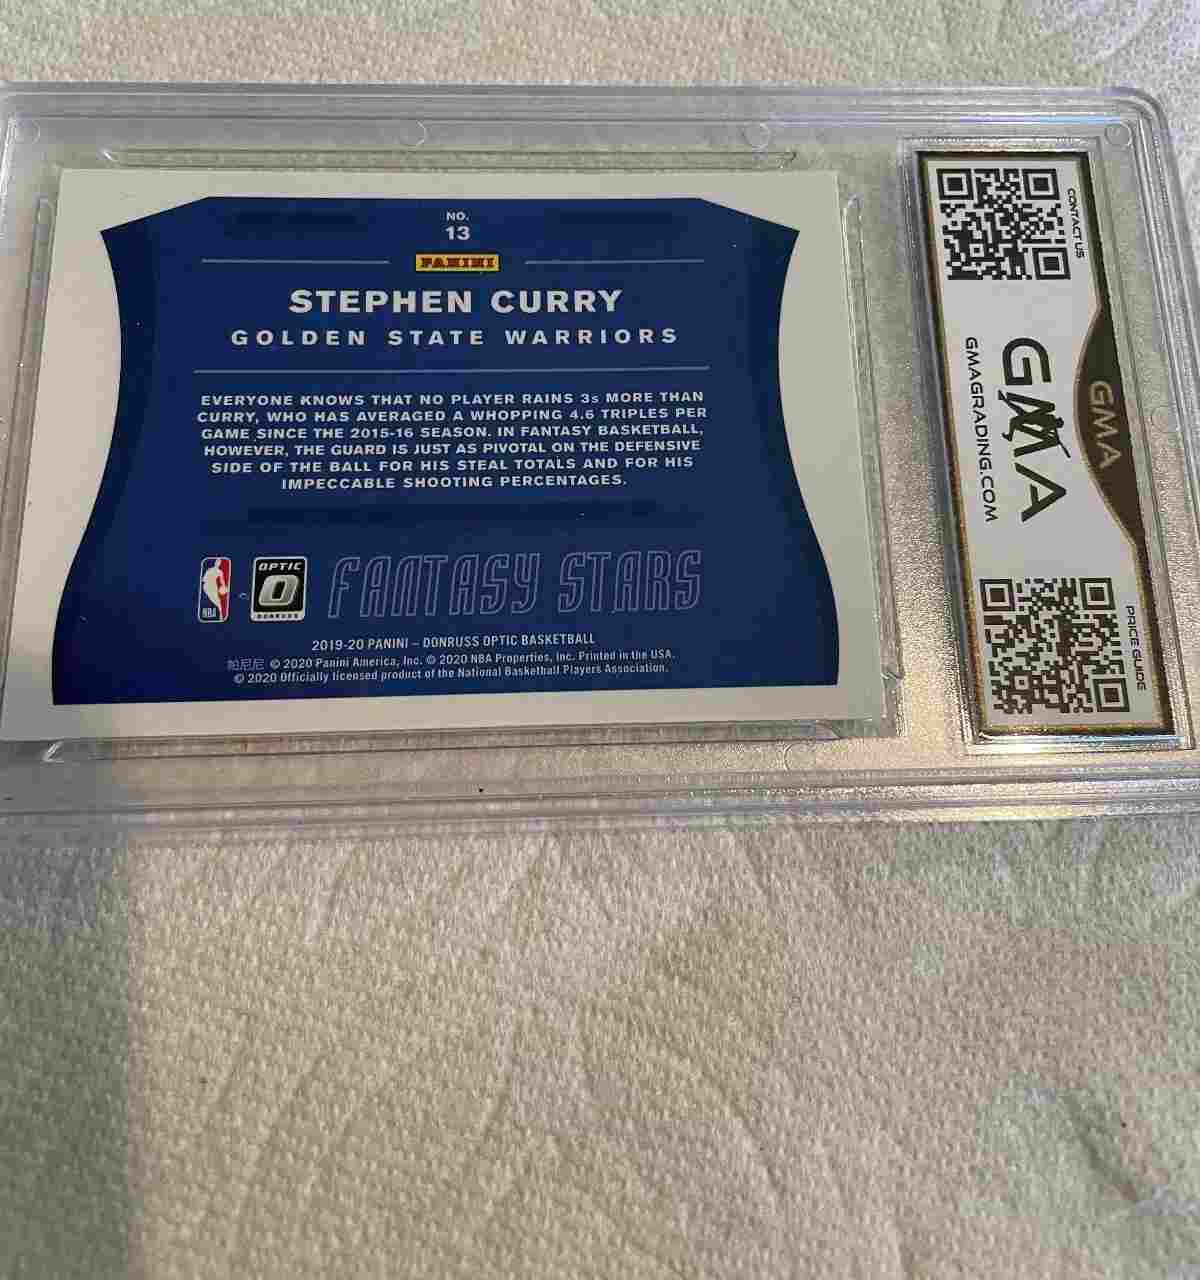 NO.
13
PANINI
STEPHEN CURRY
GOLDEN STATE WARRIORS
EVERYONE KNOWS THAT NO PLAYER RAINS 3s MORE THAN
CURRY, WHO HAS AVERAGED A WHOPPING 4.6 TRIPLES PER
GAME SINCE THE 2015-16 SEASON. IN FANTASY BASKETBALL,
HOWEVER, THE GUARD IS JUST AS PIVOTAL ON THE DEFENSIVE
SIDE OF THE BALL FOR HIS STEAL TOTALS AND FOR HIS
IMPECCABLE SHOOTING PERCENTAGES.
NBA
OPTIC
DONRUSS
FANTASY STARS
2019-20 PANINI – DONRUSS OPTIC BASKETBALL
帕尼尼 © 2020 Panini America, Inc. © 2020 NBA Properties, Inc. Printed in the USA.
© 2020 Officially licensed product of the National Basketball Players Association.
CONTACT US
GMA
GMA
GMAGRADING.COM
PRICE GUIDE